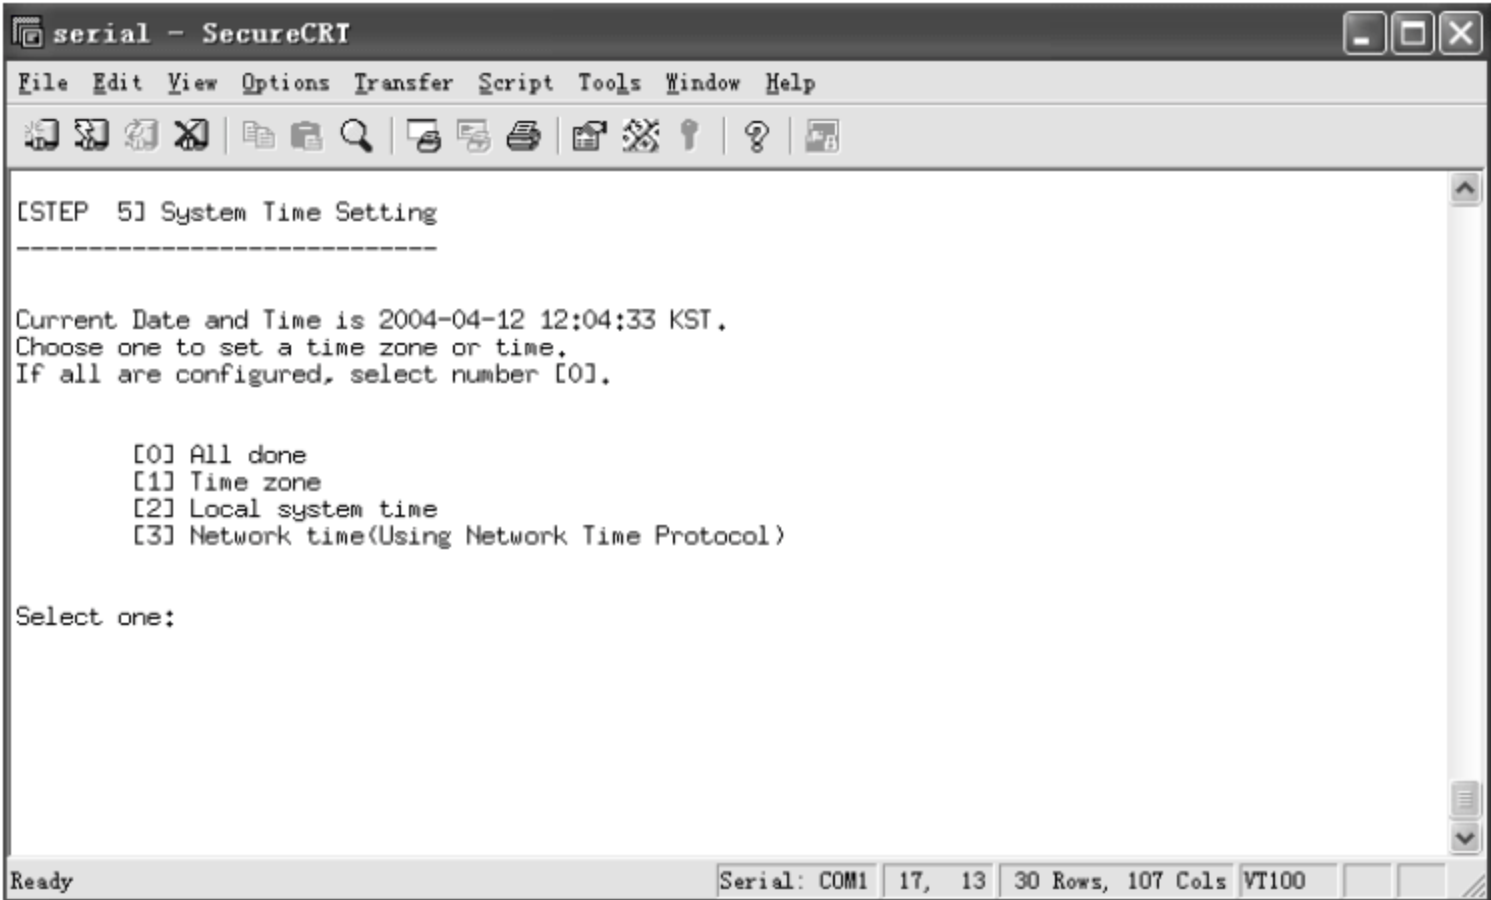 serial - SecureCRT
File Edit View Options Transfer Script Tools Window Help
[STEP  5] System Time Setting
-----------------------------
Current Date and Time is 2004-04-12 12:04:33 KST.
Choose one to set a time zone or time.
If all are configured, select number [0].
[0] All done
[1] Time zone
[2] Local system time
[3] Network time(Using Network Time Protocol)
Select one:
Ready Serial: COM1 17, 13 30 Rows, 107 Cols VT100